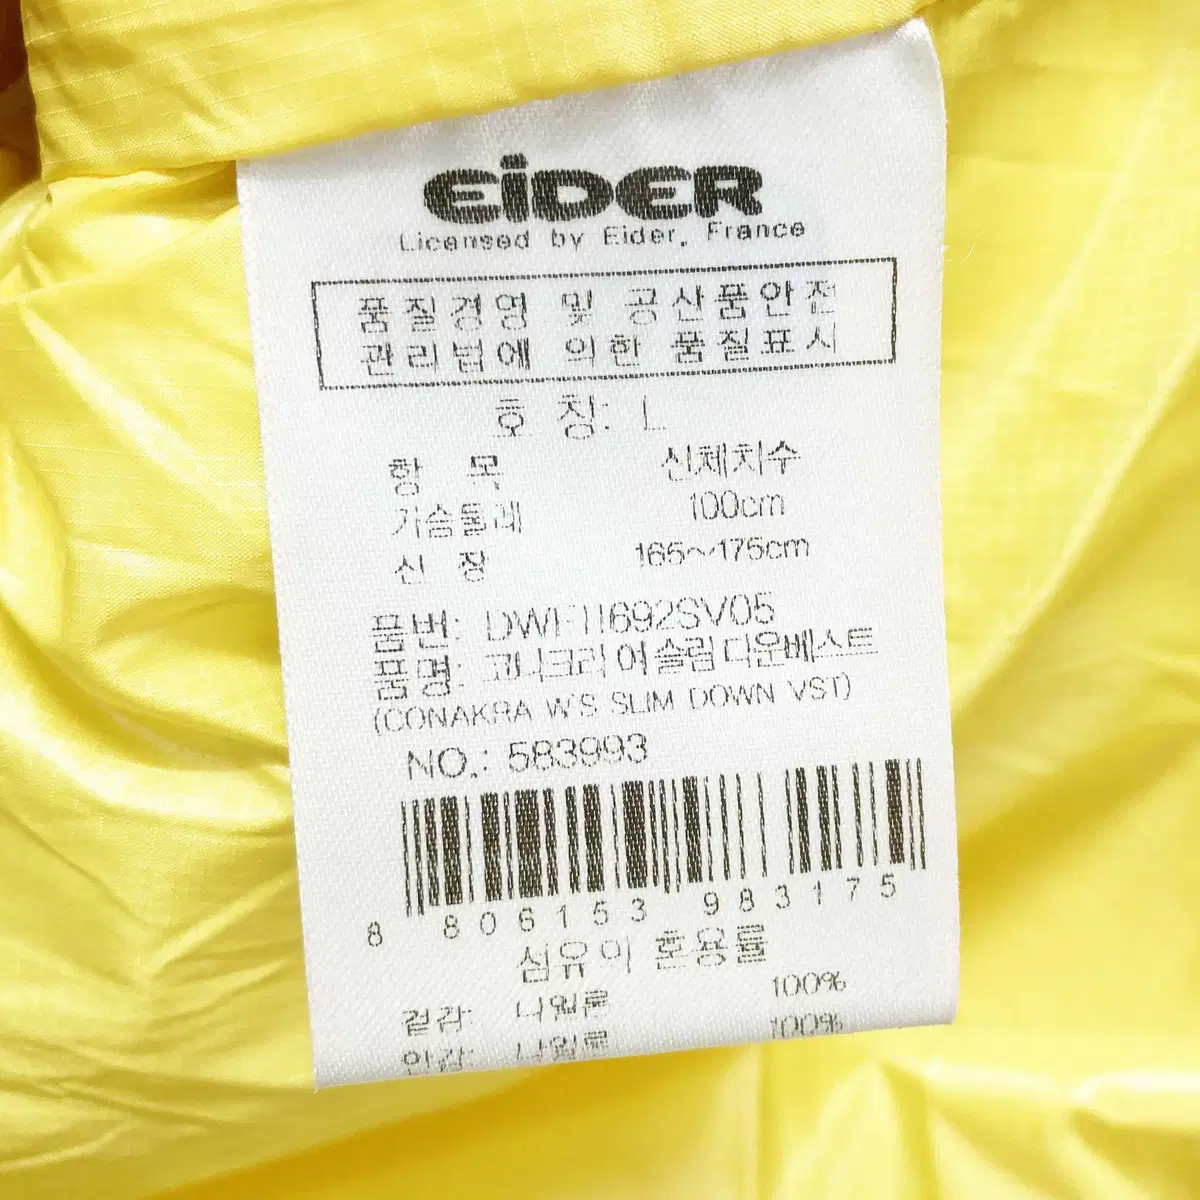 EiDER
Licensed by Eider, France
품질경영 및 공산품안전
관리법에 의한 품질표시
호 칭: L
항 목 신체치수
가슴둘레 100cm
신 장 165~175cm
품번:
품명: 코나크리 여 슬림 다운베스트
(CONAKRA W'S SLIM DOWN VST)
NO.: 583993
8 806153 983175
섬유의 혼용률
겉감: 나일론 100%
안감: 나일론 100%